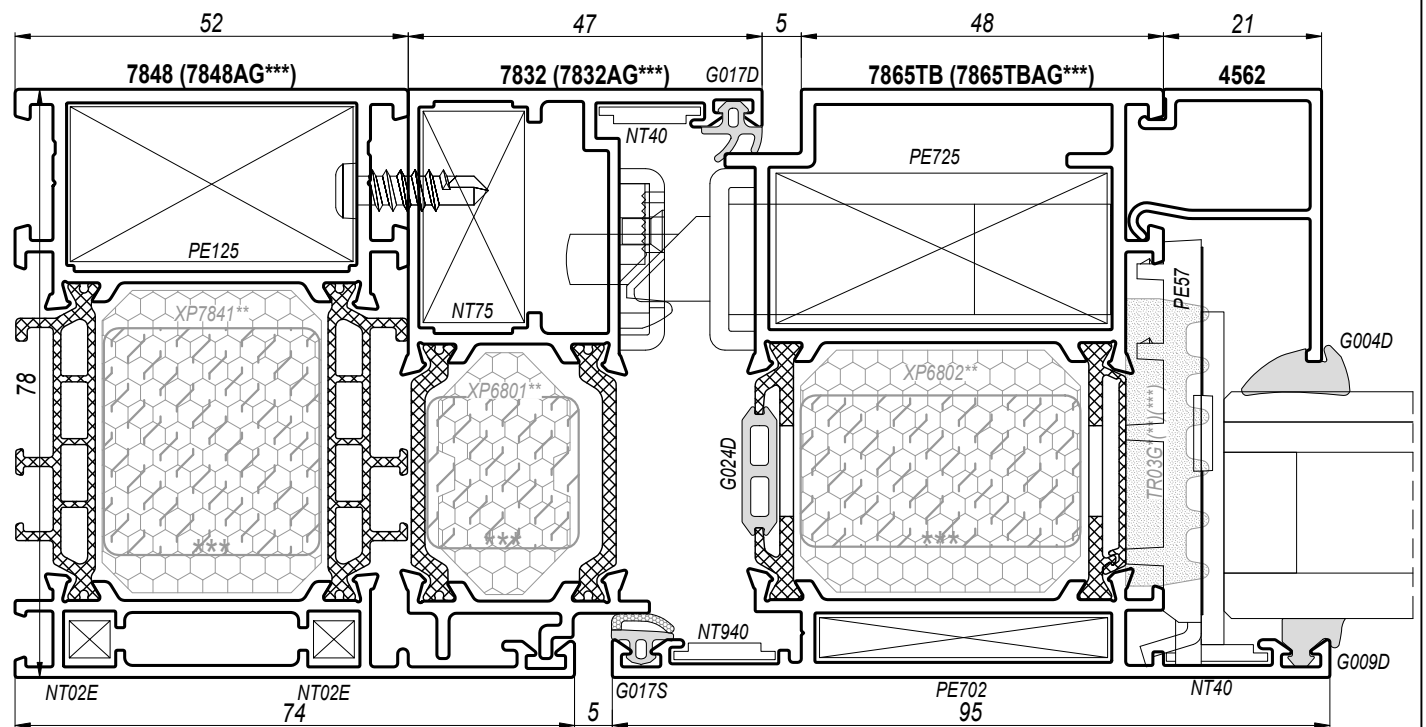 52
47
5
48
21
7848 (7848AG***)
7832 (7832AG***)
G017D
7865TB (7865TBAG***)
4562
NT40
PE725
PE125
PE57
XP7841**
NT75
G004D
78
XP6801**
XP6802**
G024D
TR03G*(**)(***)
***
***
***
NT940
G009D
NT02E
NT02E
G017S
PE702
NT40
74
5
95